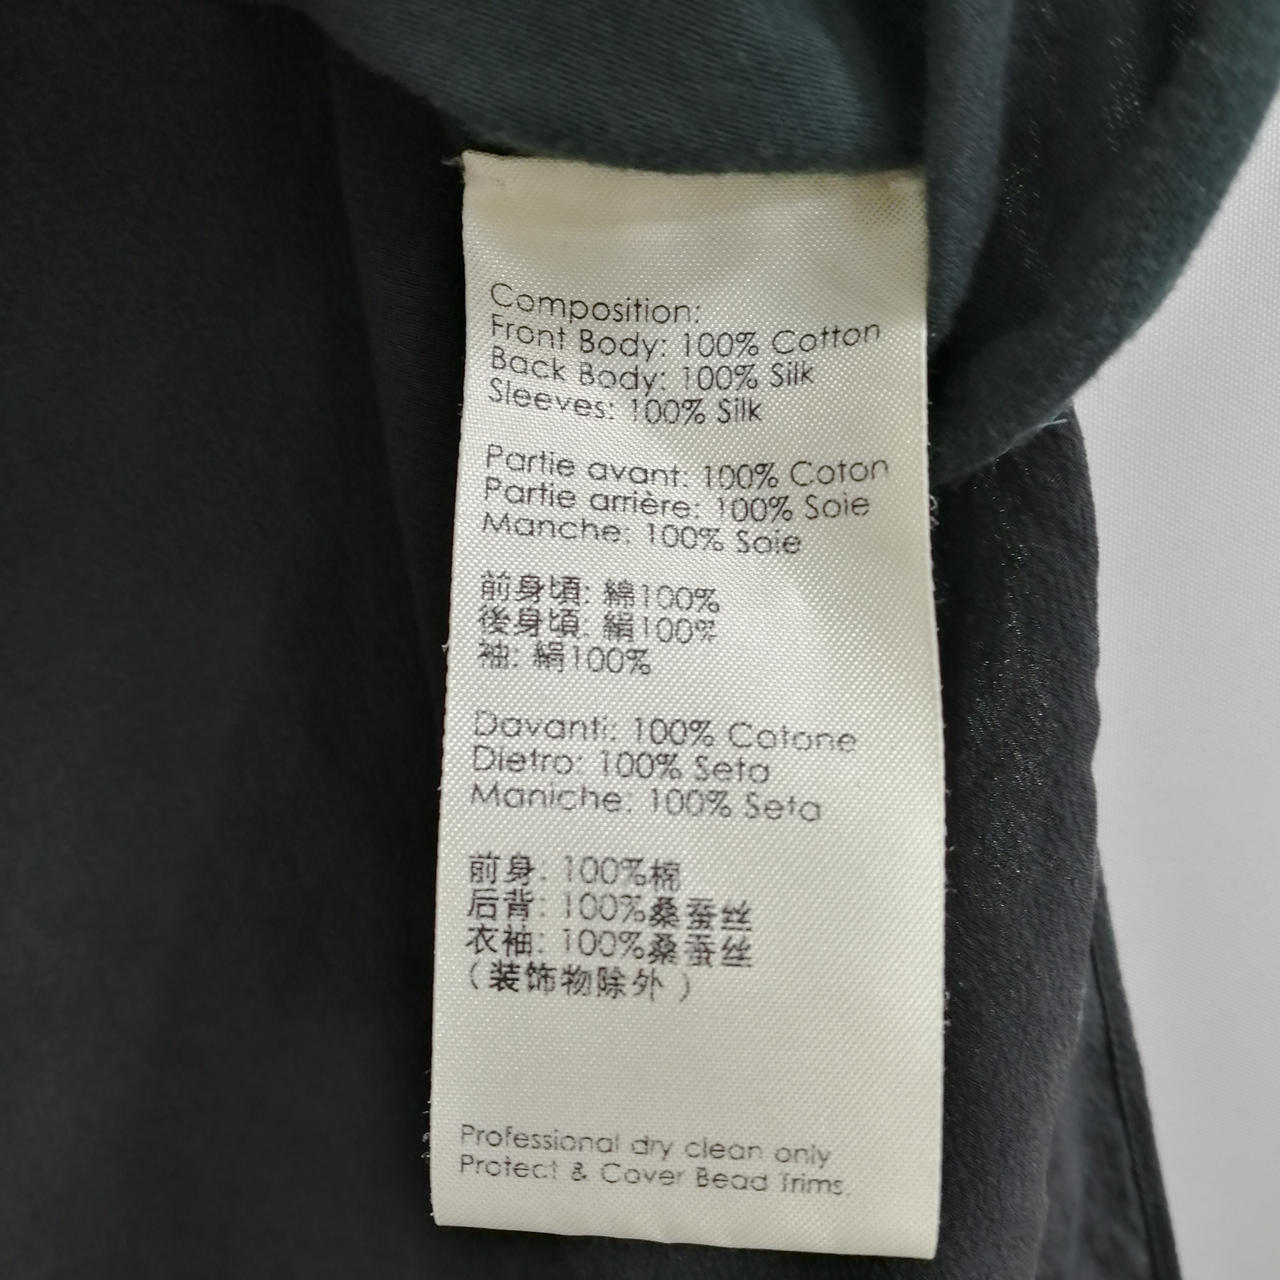 Composition:
Front Body: 100% Cotton
Back Body: 100% Silk
Sleeves: 100% Silk
Partie avant: 100% Coton
Partie arrière: 100% Soie
Manche: 100% Soie
前身頃: 綿100%
後身頃: 絹100%
袖: 絹100%
Davanti: 100% Cotone
Dietro: 100% Seta
Maniche: 100% Seta
前身: 100%棉
后背: 100%桑蚕丝
衣袖: 100%桑蚕丝
(装饰物除外)
Professional dry clean only
Protect & Cover Bead Trims.